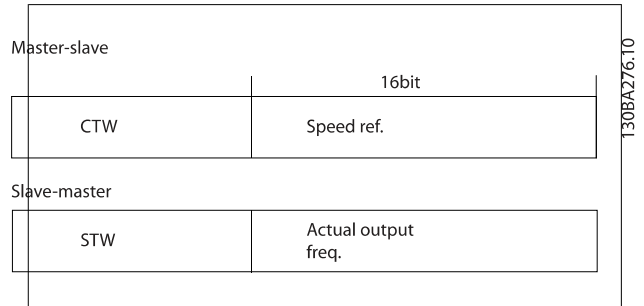 Master-slave
16bit
CTW
Speed ref.
Slave-master
STW
Actual output
freq.
130BA276.10